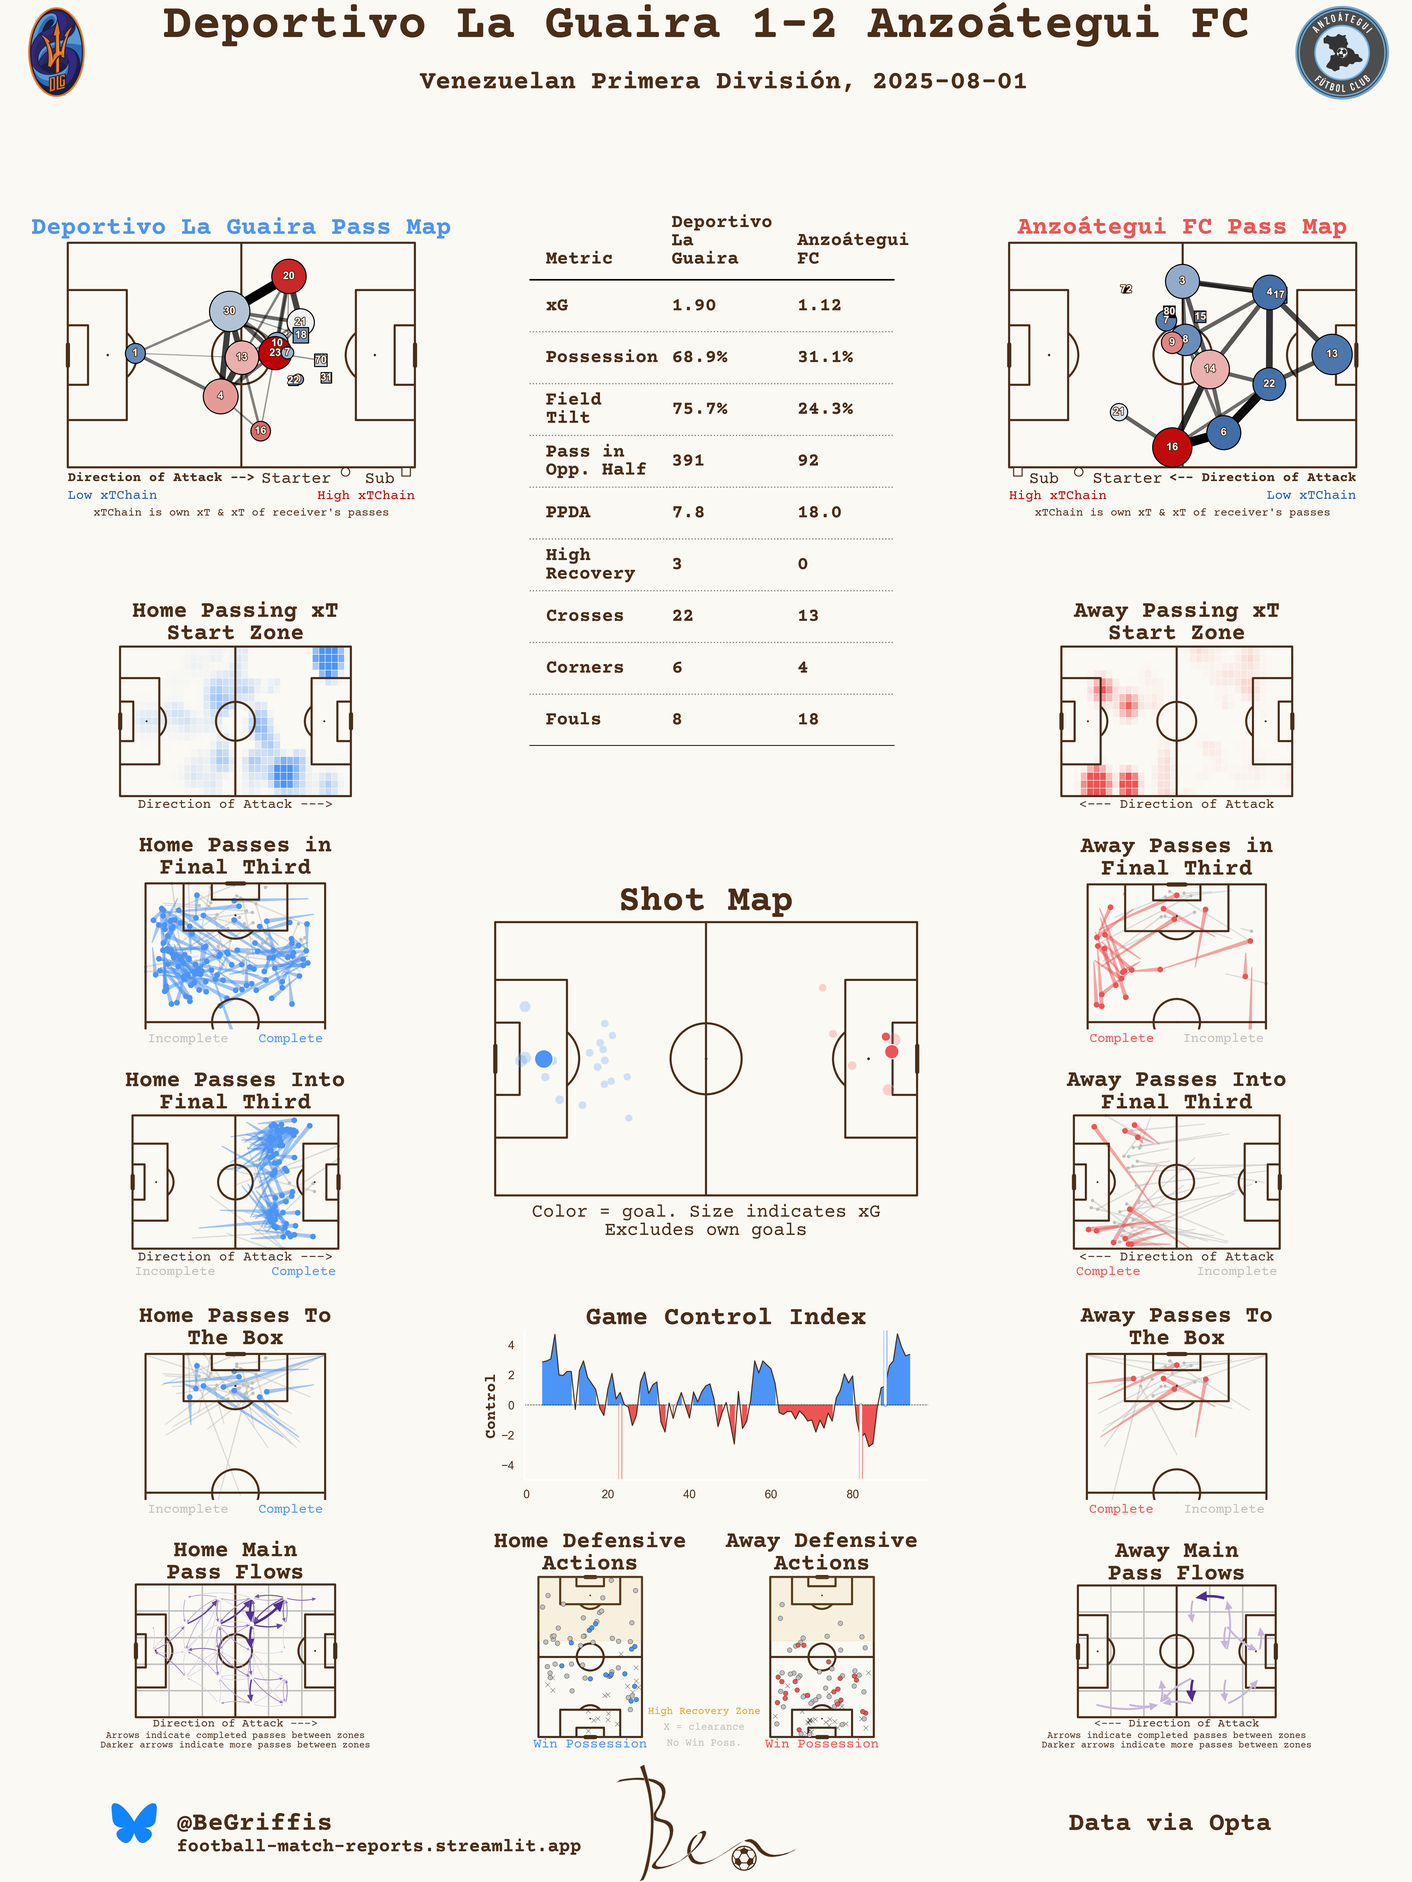 Deportivo La Guaira 1-2 Anzoátegui FC
Venezuelan Primera División, 2025-08-01
DLG
ANZOÁTEGUI
FÚTBOL CLUB
Deportivo La Guaira Pass Map
20
30
21
18
10
1
13
23
7
70
22
31
4
16
Direction of Attack --> Starter Sub
Low xTChain High xTChain
xTChain is own xT & xT of receiver's passes
Metric Deportivo La Guaira Anzoátegui FC
xG 1.90 1.12
Possession 68.9% 31.1%
Field Tilt 75.7% 24.3%
Pass in Opp. Half 391 92
PPDA 7.8 18.0
High Recovery 3 0
Crosses 22 13
Corners 6 4
Fouls 8 18
Anzoátegui FC Pass Map
3
72
4
17
80
7
15
8
9
13
14
22
21
6
16
Sub Starter <-- Direction of Attack
High xTChain Low xTChain
xTChain is own xT & xT of receiver's passes
Home Passing xT
Start Zone
Direction of Attack --->
Away Passing xT
Start Zone
<--- Direction of Attack
Home Passes in
Final Third
Incomplete Complete
Away Passes in
Final Third
Complete Incomplete
Shot Map
Color = goal. Size indicates xG
Excludes own goals
Home Passes Into
Final Third
Direction of Attack --->
Incomplete Complete
Away Passes Into
Final Third
<--- Direction of Attack
Complete Incomplete
Home Passes To
The Box
Incomplete Complete
Game Control Index
Control
4
2
0
−2
−4
0 20 40 60 80
Away Passes To
The Box
Complete Incomplete
Home Main
Pass Flows
Direction of Attack --->
Arrows indicate completed passes between zones
Darker arrows indicate more passes between zones
Home Defensive
Actions
Win Possession
Away Defensive
Actions
Win Possession
High Recovery Zone
X = clearance
No Win Poss.
Away Main
Pass Flows
<--- Direction of Attack
Arrows indicate completed passes between zones
Darker arrows indicate more passes between zones
@BeGriffis
football-match-reports.streamlit.app
Ben
Data via Opta